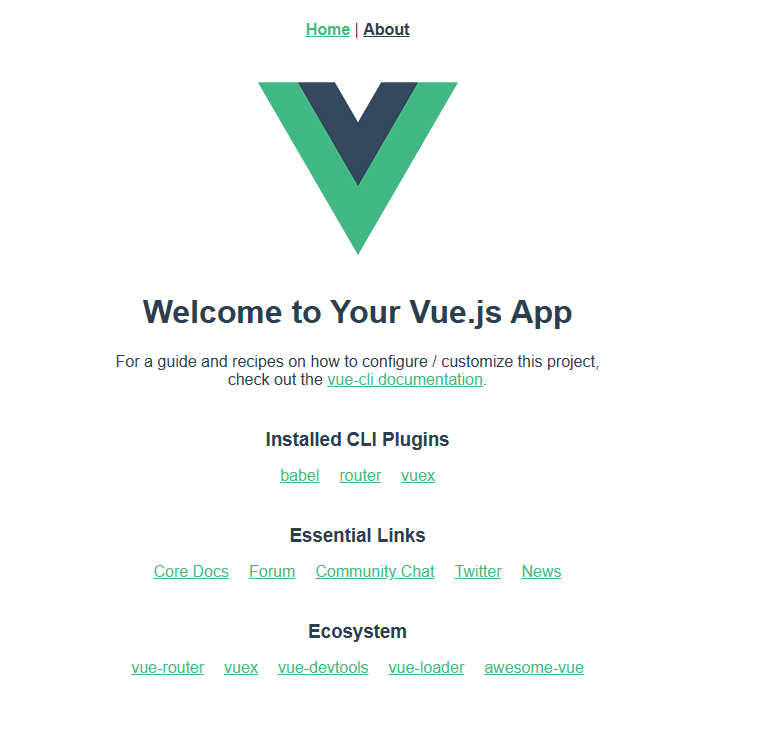 Home | About
Welcome to Your Vue.js App
For a guide and recipes on how to configure / customize this project,
check out the vue-cli documentation.
Installed CLI Plugins
babel router vuex
Essential Links
Core Docs Forum Community Chat Twitter News
Ecosystem
vue-router vuex vue-devtools vue-loader awesome-vue